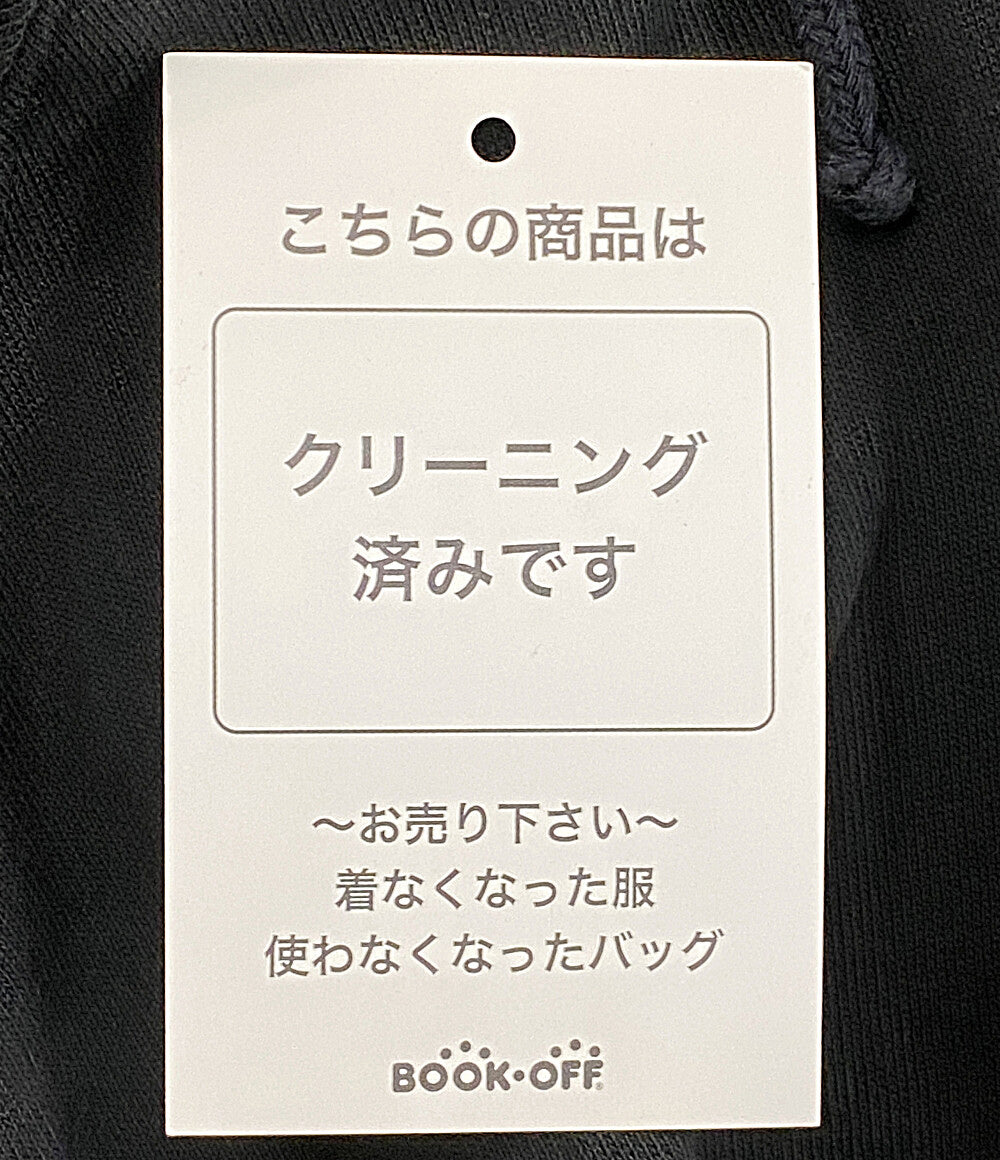 こちらの商品は
クリーニング
済みです
～お売り下さい～
着なくなった服
使わなくなったバッグ
BOOK・OFF®